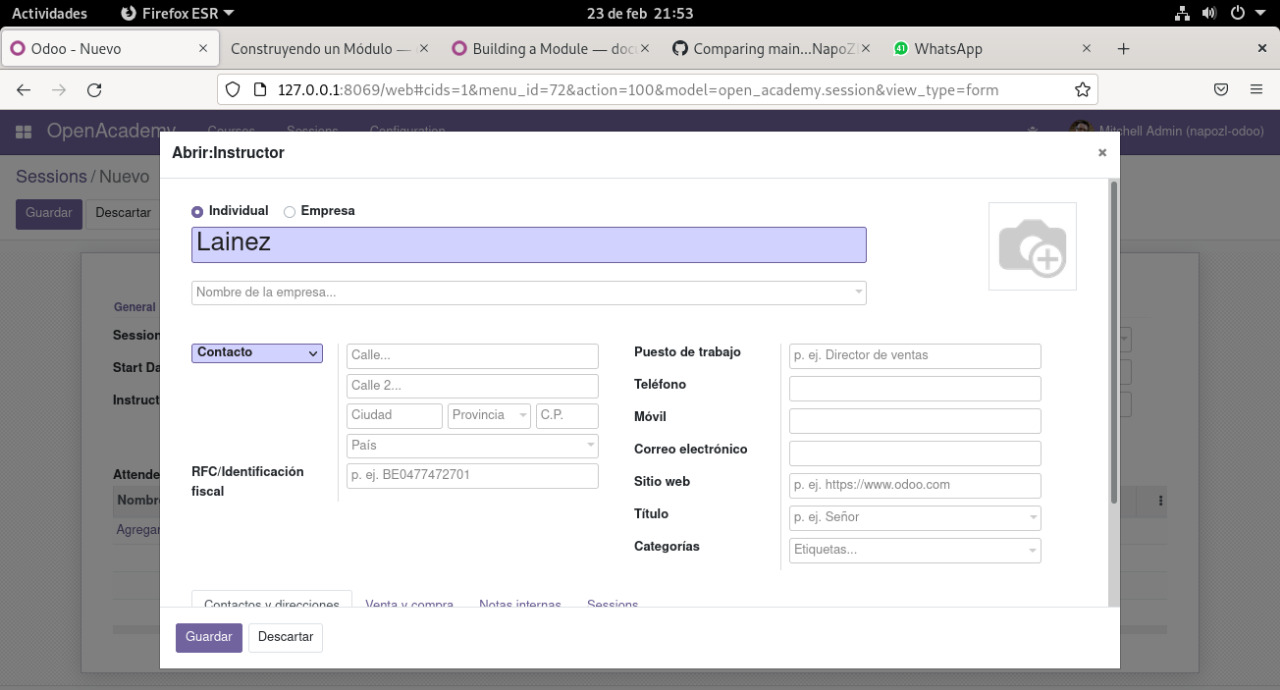 Actividades Firefox ESR 23 de feb 21:53
Odoo - Nuevo × Construyendo un Módulo — × Building a Module — doc × Comparing main...NapoZ × 41 WhatsApp × + ×
127.0.0.1:8069/web#cids=1&menu_id=72&action=100&model=open_academy.session&view_type=form
OpenAcademy Courses Sessions Configuration Mitchell Admin (napozl-odoo)
Sessions / Nuevo
Guardar Descartar
Abrir:Instructor ×
Individual Empresa
Lainez
Nombre de la empresa...
General
Session
Start Da
Instruct
Attende
Nombre
Agregar
Contacto
Calle...
Calle 2...
Ciudad Provincia C.P.
País
RFC/Identificación fiscal p. ej. BE0477472701
Puesto de trabajo p. ej. Director de ventas
Teléfono
Móvil
Correo electrónico
Sitio web p. ej. https://www.odoo.com
Título p. ej. Señor
Categorías Etiquetas...
Contactos y direcciones Venta y compra Notas internas Sessions
Guardar Descartar